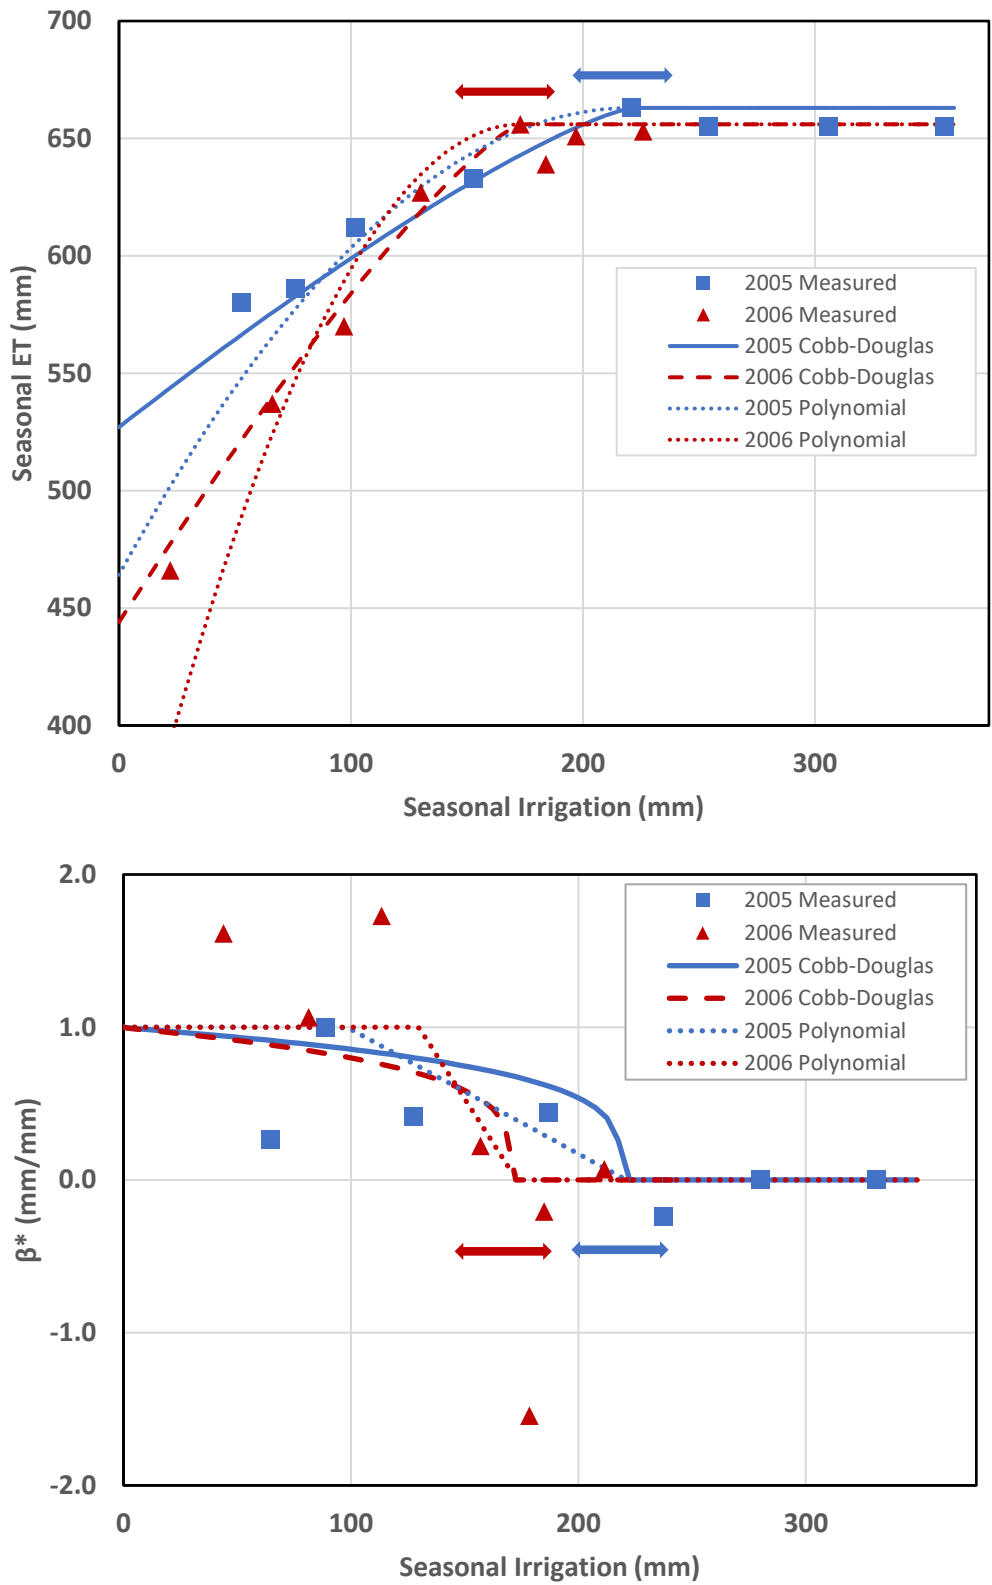 700
650
600
550
500
450
400
Seasonal ET (mm)
2005 Measured
2006 Measured
2005 Cobb-Douglas
2006 Cobb-Douglas
2005 Polynomial
2006 Polynomial
0 100 200 300
Seasonal Irrigation (mm)
2.0
1.0
0.0
-1.0
-2.0
β* (mm/mm)
2005 Measured
2006 Measured
2005 Cobb-Douglas
2006 Cobb-Douglas
2005 Polynomial
2006 Polynomial
0 100 200 300
Seasonal Irrigation (mm)